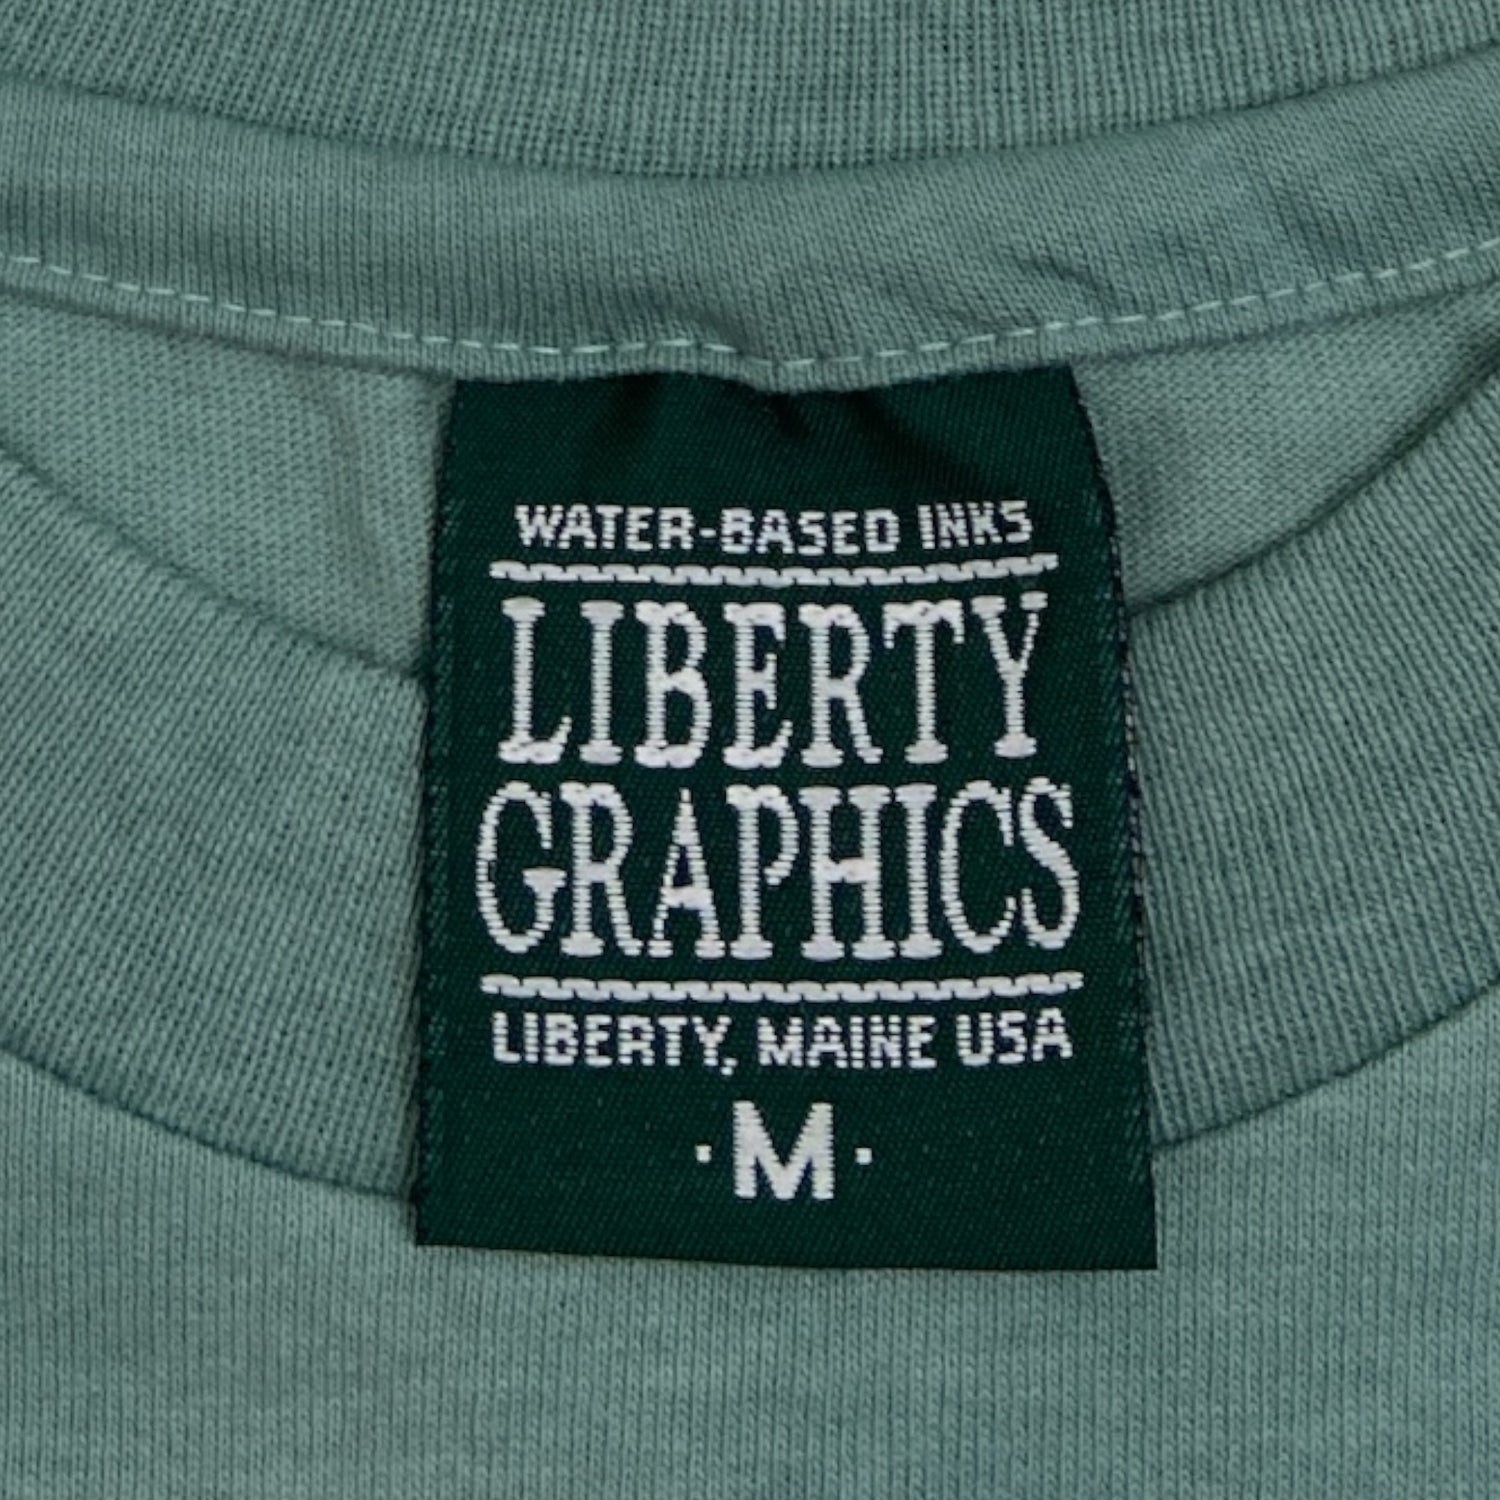 WATER-BASED INKS
LIBERTY
GRAPHICS
LIBERTY, MAINE USA
·M·